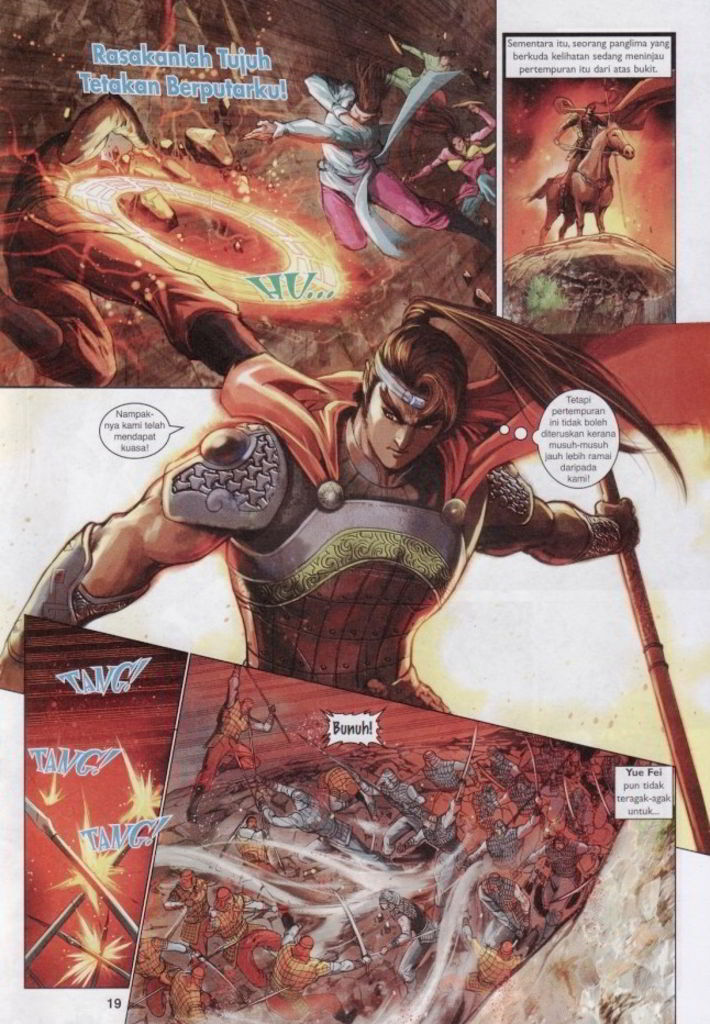 Rasakanlah Tujuh
Tetakan Berputarku!
HU...
Sementara itu, seorang panglima yang
berkuda kelihatan sedang meninjau
pertempuran itu dari atas bukit.
Nampak-
nya kami telah
mendapat
kuasa!
Tetapi
pertempuran
ini tidak boleh
diteruskan kerana
musuh-musuh
jauh lebih ramai
daripada
kami!
TANG!
TANG!
TANG!
Bunuh!
Yue Fei
pun tidak
teragak-agak
untuk...
19